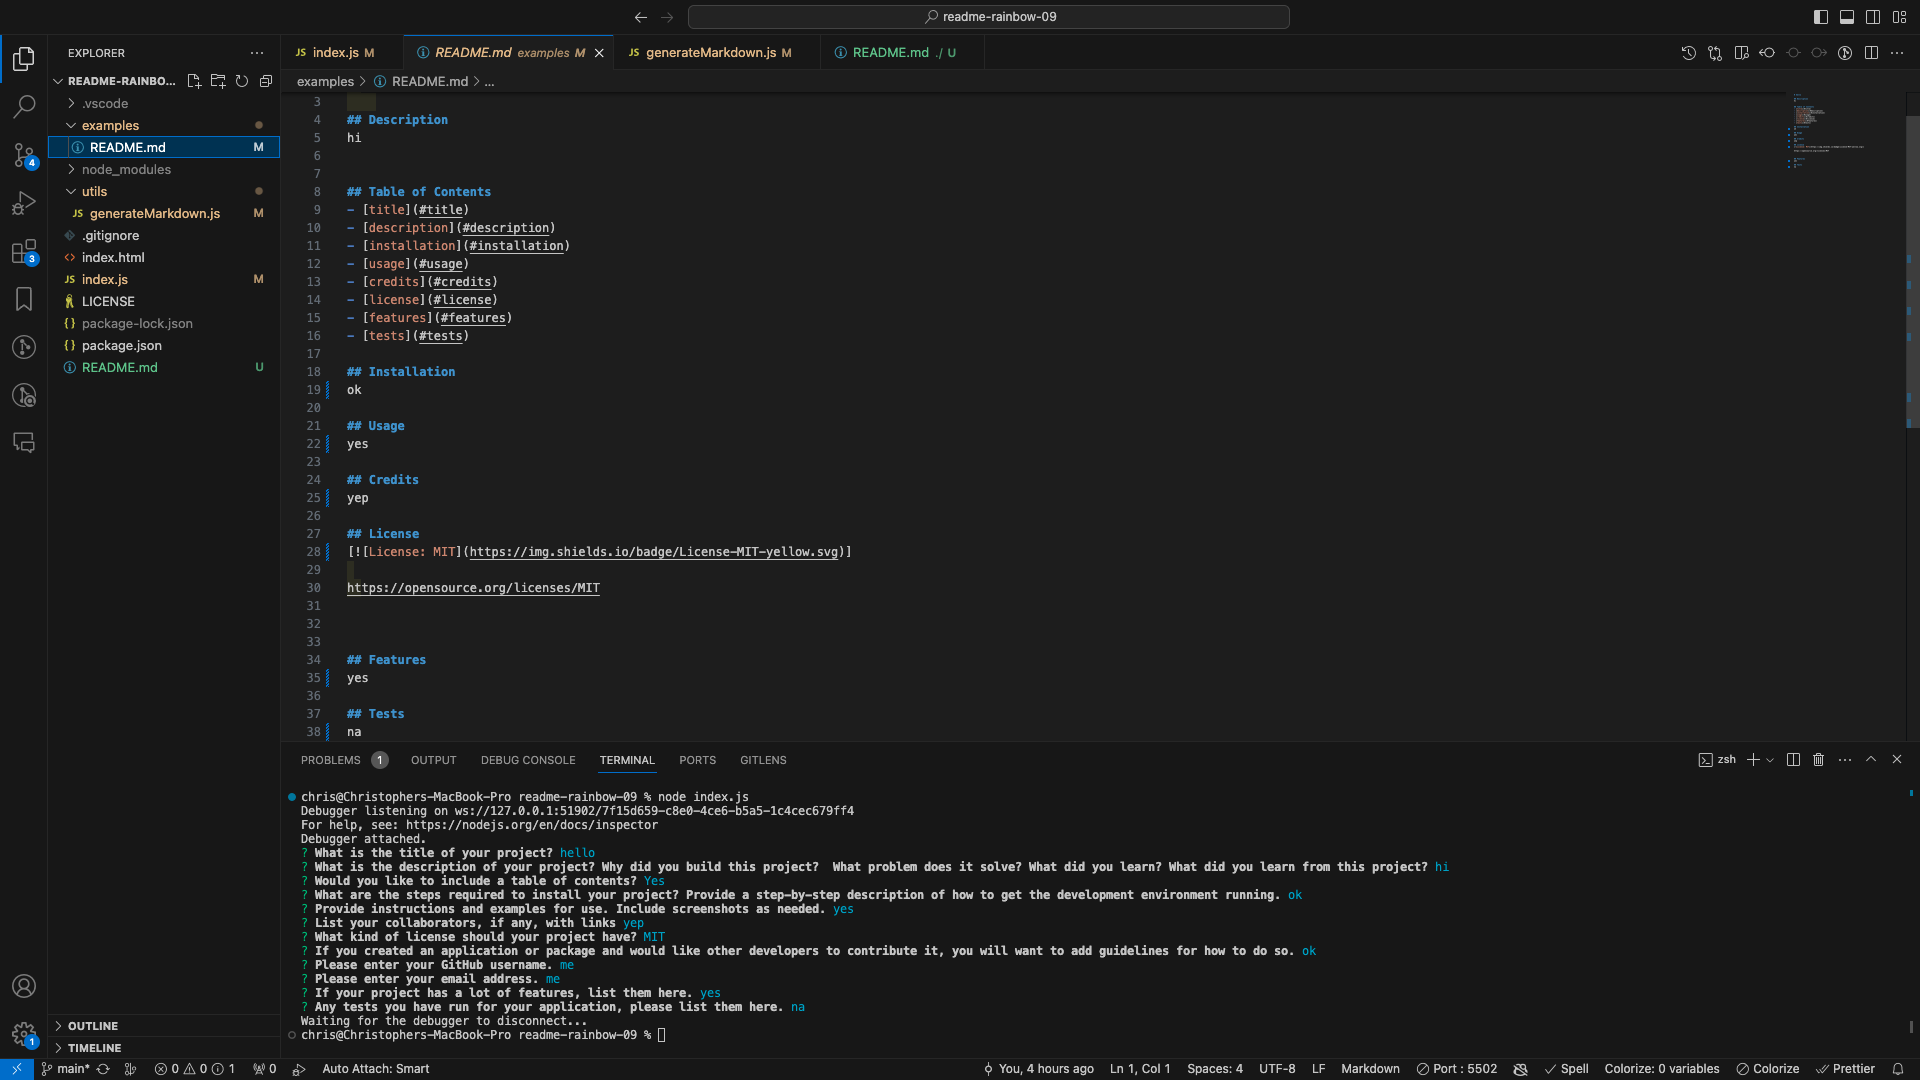 readme-rainbow-09
EXPLORER
README-RAINBO...
.vscode
examples
README.md M
node_modules
utils
JS generateMarkdown.js M
.gitignore
index.html
JS index.js M
LICENSE
package-lock.json
package.json
README.md U
OUTLINE
TIMELINE
4
3
1
JS index.js M
README.md examples M
JS generateMarkdown.js M
README.md ./ U
examples > README.md > ...
3
4 ## Description
5 hi
6
7
8 ## Table of Contents
9 - [title](#title)
10 - [description](#description)
11 - [installation](#installation)
12 - [usage](#usage)
13 - [credits](#credits)
14 - [license](#license)
15 - [features](#features)
16 - [tests](#tests)
17
18 ## Installation
19 ok
20
21 ## Usage
22 yes
23
24 ## Credits
25 yep
26
27 ## License
28 [![License: MIT](https://img.shields.io/badge/License-MIT-yellow.svg)]
29
30 https://opensource.org/licenses/MIT
31
32
33
34 ## Features
35 yes
36
37 ## Tests
38 na
PROBLEMS 1 OUTPUT DEBUG CONSOLE TERMINAL PORTS GITLENS
zsh
chris@Christophers-MacBook-Pro readme-rainbow-09 % node index.js
Debugger listening on ws://127.0.0.1:51902/7f15d659-c8e0-4ce6-b5a5-1c4cec679ff4
For help, see: https://nodejs.org/en/docs/inspector
Debugger attached.
? What is the title of your project? hello
? What is the description of your project? Why did you build this project?  What problem does it solve? What did you learn? What did you learn from this project? hi
? Would you like to include a table of contents? Yes
? What are the steps required to install your project? Provide a step-by-step description of how to get the development environment running. ok
? Provide instructions and examples for use. Include screenshots as needed. yes
? List your collaborators, if any, with links yep
? What kind of license should your project have? MIT
? If you created an application or package and would like other developers to contribute it, you will want to add guidelines for how to do so. ok
? Please enter your GitHub username. me
? Please enter your email address. me
? If your project has a lot of features, list them here. yes
? Any tests you have run for your application, please list them here. na
Waiting for the debugger to disconnect...
chris@Christophers-MacBook-Pro readme-rainbow-09 %
main* 0 0 1 0 Auto Attach: Smart You, 4 hours ago Ln 1, Col 1 Spaces: 4 UTF-8 LF Markdown Port : 5502 Spell Colorize: 0 variables Colorize Prettier